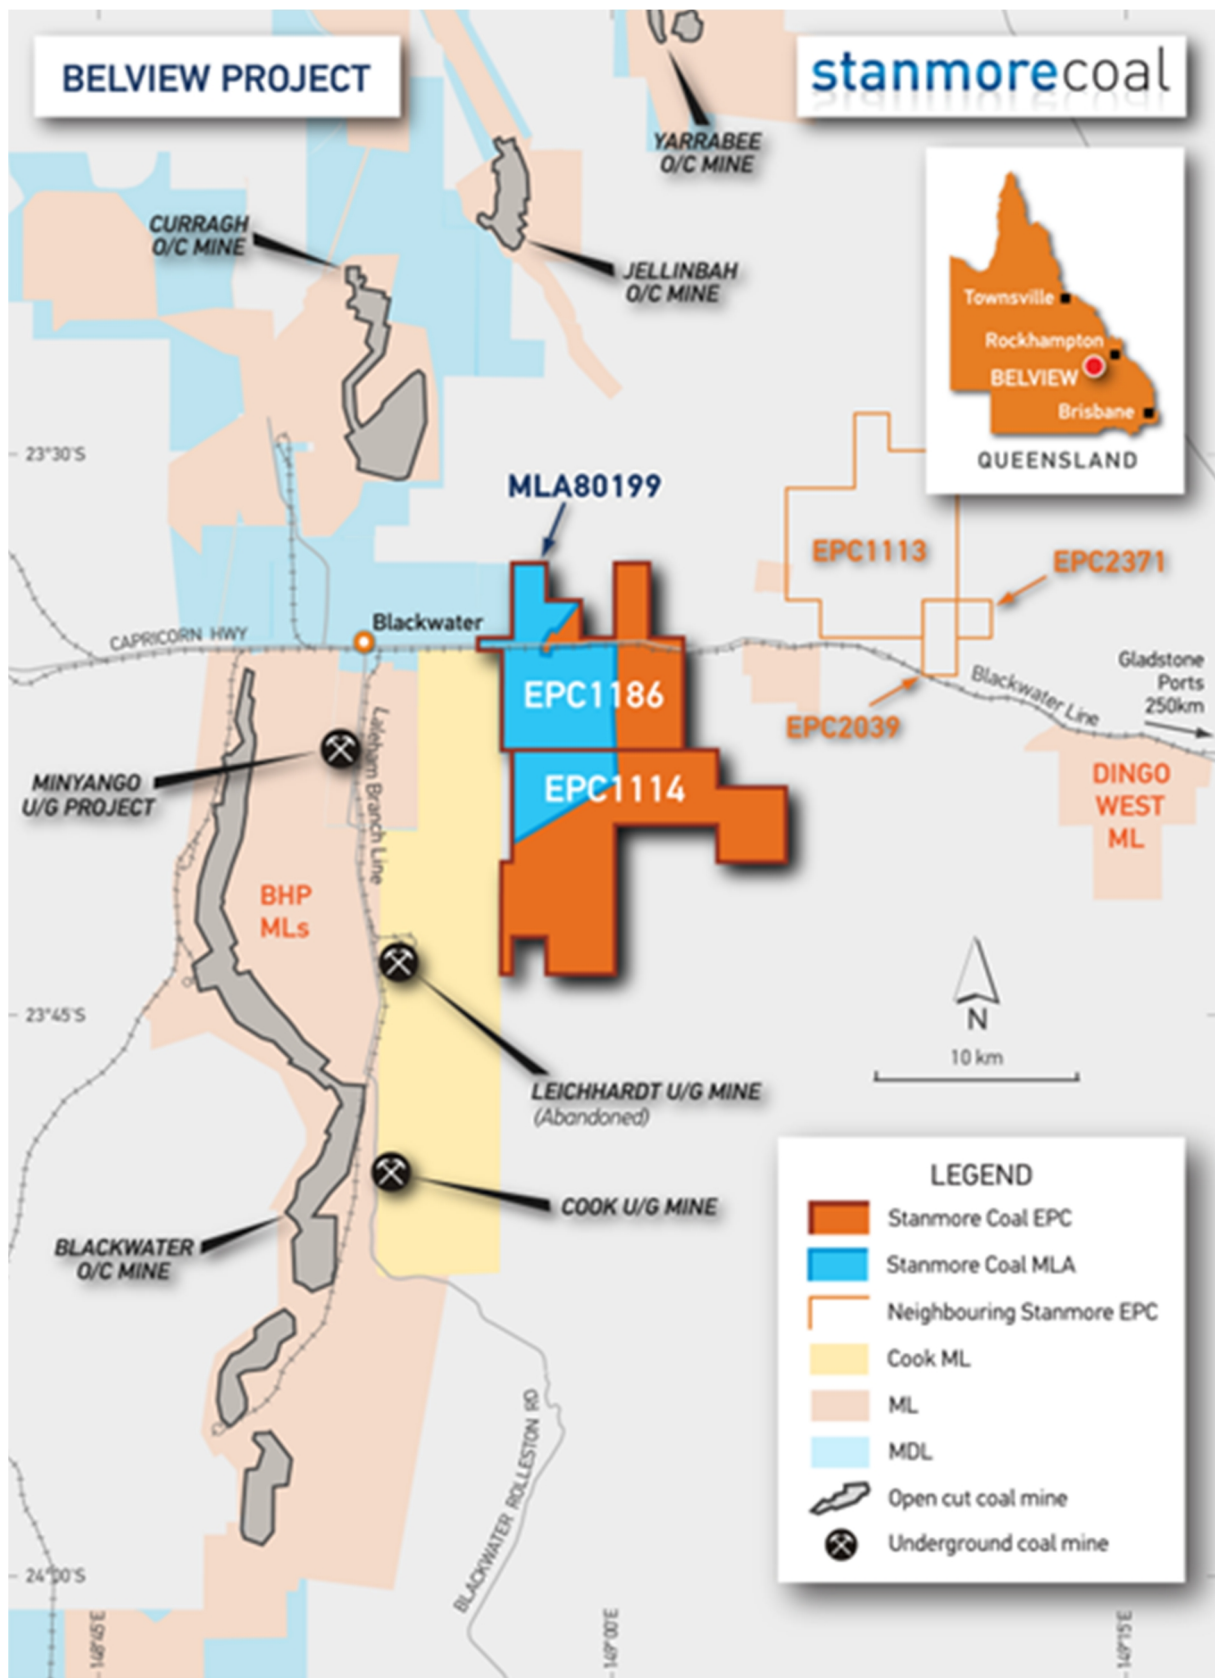 BELVIEW PROJECT
stanmorecoal
YARRABEE
O/C MINE
CURRAGH
O/C MINE
JELLINBAH
O/C MINE
Townsville
Rockhampton
BELVIEW
Brisbane
QUEENSLAND
23°30'S
MLA80199
EPC1113
EPC2371
Blackwater
CAPRICORN HWY
EPC1186
Gladstone
Ports
250km
Blackwater Line
EPC2039
MINYANGO
U/G PROJECT
Laleham Branch Line
EPC1114
DINGO
WEST
ML
BHP
MLs
N
10 km
23°45'S
LEICHHARDT U/G MINE
(Abandoned)
COOK U/G MINE
BLACKWATER
O/C MINE
BLACKWATER ROLLESTON RD
LEGEND
Stanmore Coal EPC
Stanmore Coal MLA
Neighbouring Stanmore EPC
Cook ML
ML
MDL
Open cut coal mine
Underground coal mine
24°00'S
148°45'E
149°00'E
149°15'E